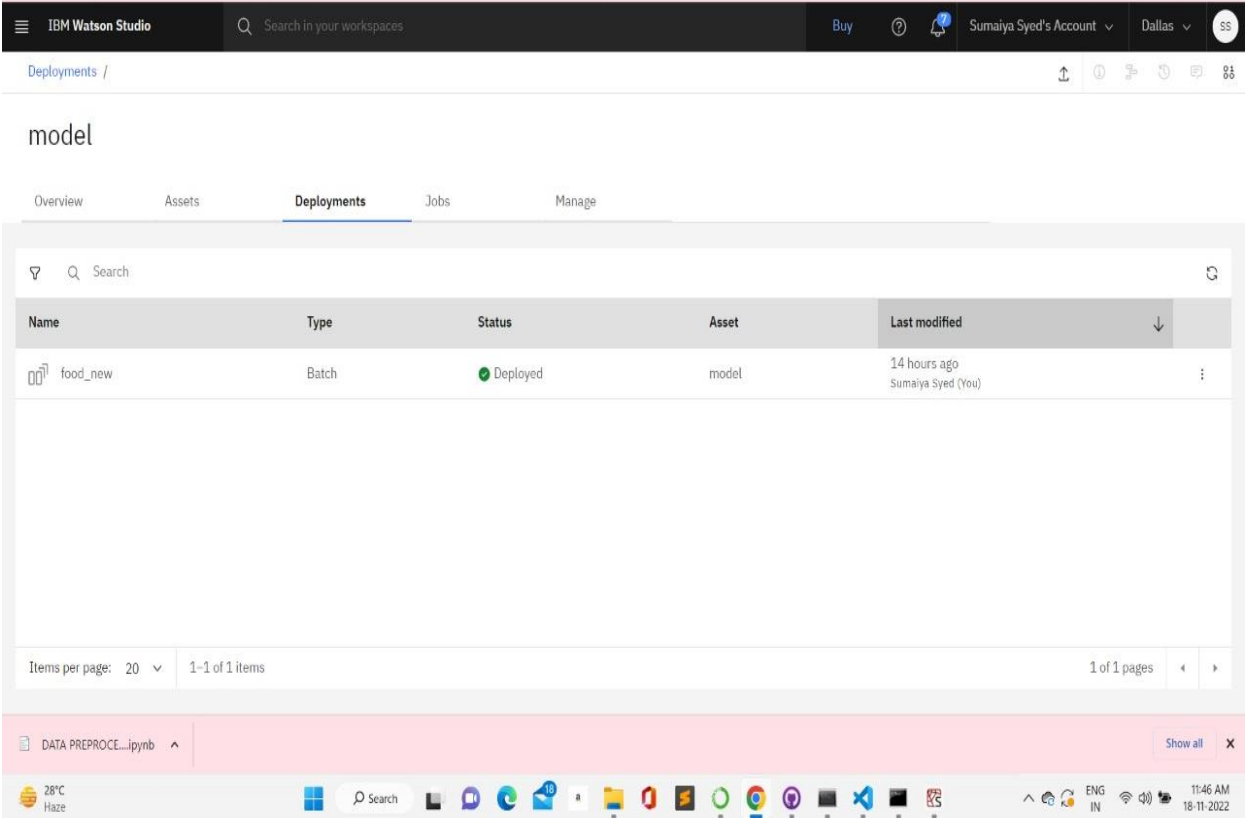 IBM Watson Studio
Search in your workspaces
Buy
7
Sumaiya Syed's Account
Dallas
SS
Deployments /
model
Overview Assets Deployments Jobs Manage
Search
Name Type Status Asset Last modified
food_new Batch Deployed model 14 hours ago
Sumaiya Syed (You)
Items per page: 20 1–1 of 1 items 1 of 1 pages
DATA PREPROCE....ipynb Show all X
28°C
Haze
Search
18
a
ENG
IN
11:46 AM
18-11-2022